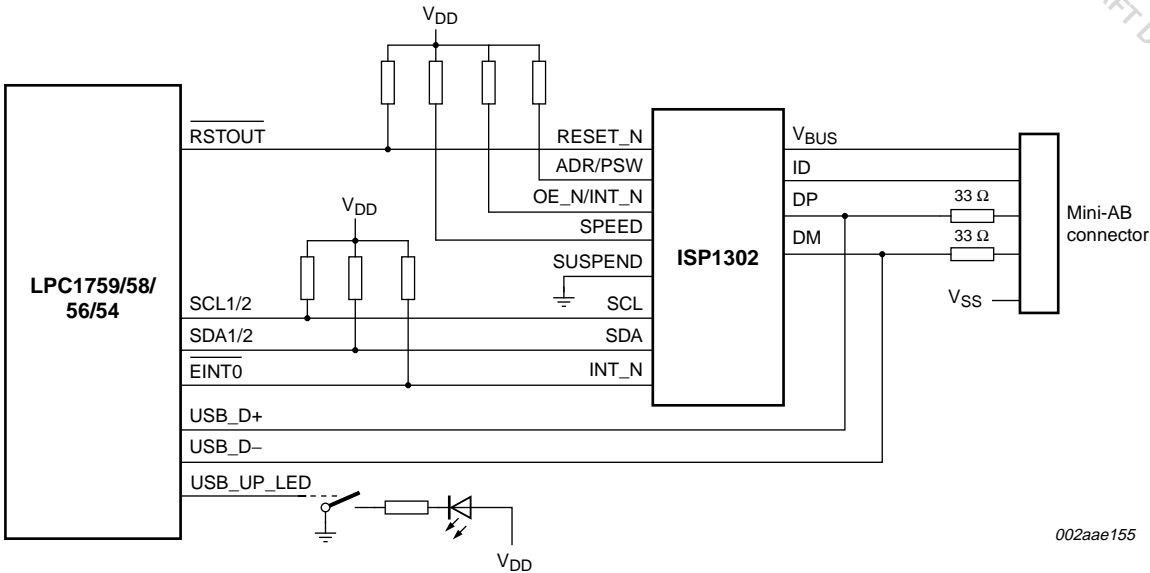 VDD
RSTOUT
RESET_N
ADR/PSW
OE_N/INT_N
SPEED
SUSPEND
VDD
LPC1759/58/
56/54
SCL1/2
SCL
SDA1/2
SDA
EINT0
INT_N
USB_D+
USB_D−
USB_UP_LED
VDD
ISP1302
VBUS
ID
DP
33 Ω
DM
33 Ω
VSS
Mini-AB
connector
002aae155